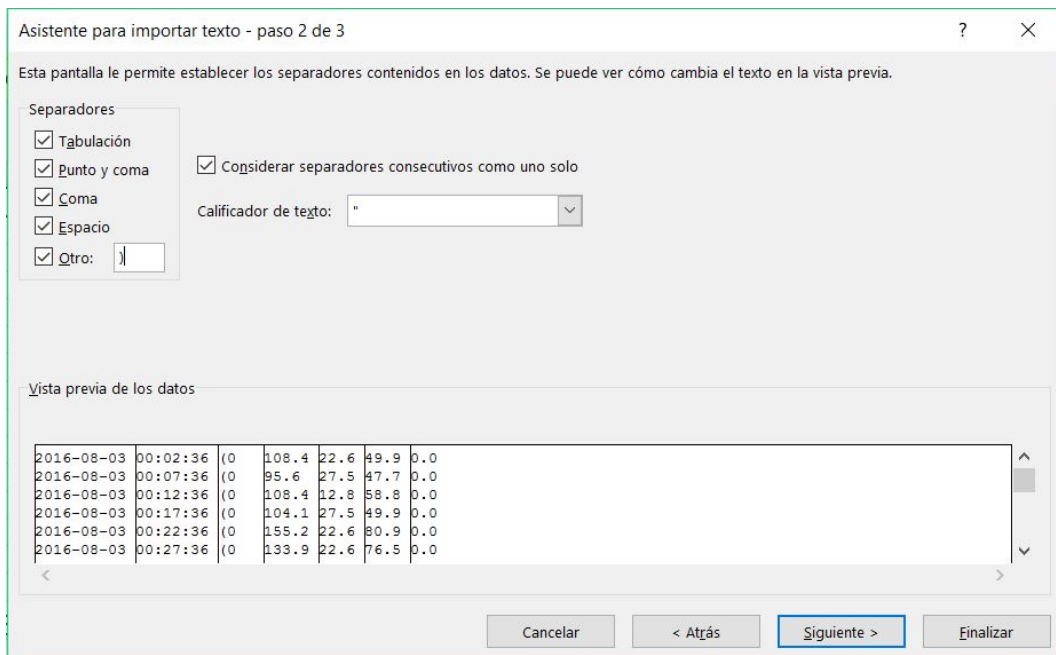 Asistente para importar texto - paso 2 de 3
?
Esta pantalla le permite establecer los separadores contenidos en los datos. Se puede ver cómo cambia el texto en la vista previa.
Separadores
Tabulación
Punto y coma
Coma
Espacio
Otro: )
Considerar separadores consecutivos como uno solo
Calificador de texto: "
Vista previa de los datos
2016-08-03 00:02:36 (0 108.4 22.6 49.9 0.0
2016-08-03 00:07:36 (0 95.6 27.5 47.7 0.0
2016-08-03 00:12:36 (0 108.4 12.8 58.8 0.0
2016-08-03 00:17:36 (0 104.1 27.5 49.9 0.0
2016-08-03 00:22:36 (0 155.2 22.6 80.9 0.0
2016-08-03 00:27:36 (0 133.9 22.6 76.5 0.0
Cancelar < Atrás Siguiente > Finalizar